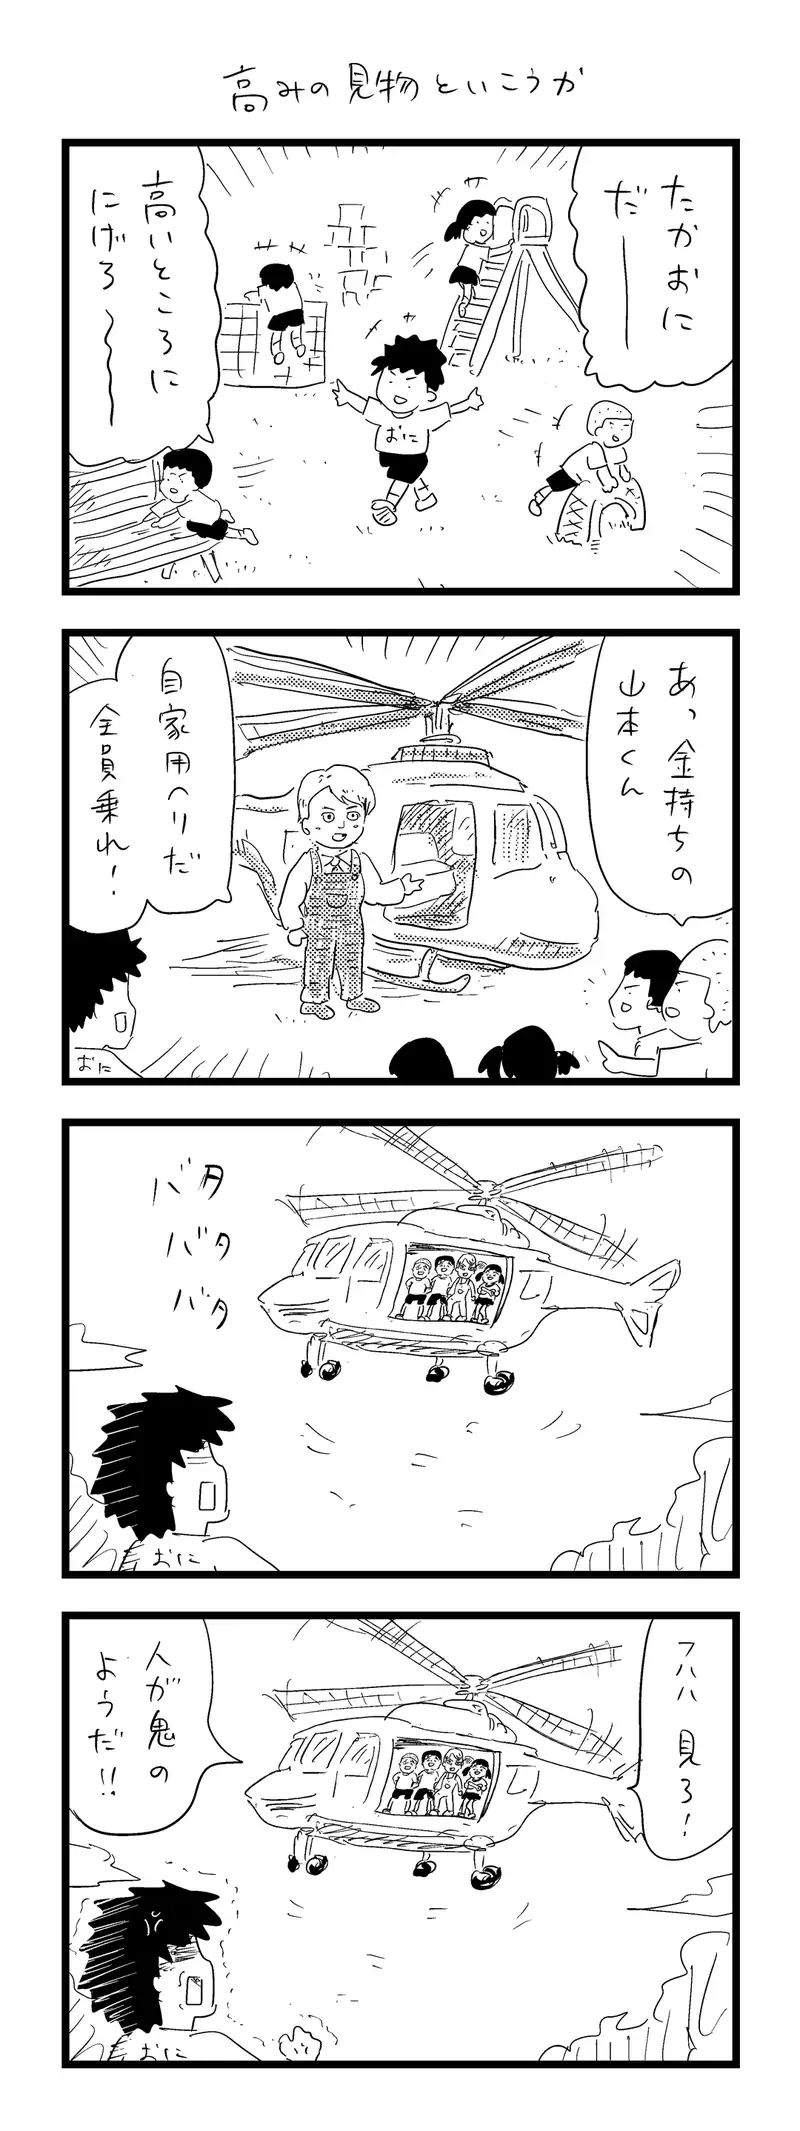 高みの見物といこうか
たかおに
だーー
高いところに
にげろ〜〜
おに
あっ金持ちの
山本くん
自家用ヘリだ
全員乗れ!
おに
バタ
バタ
バタ
おに
フハハ 見ろ!
人が鬼の
ようだ!!
おに